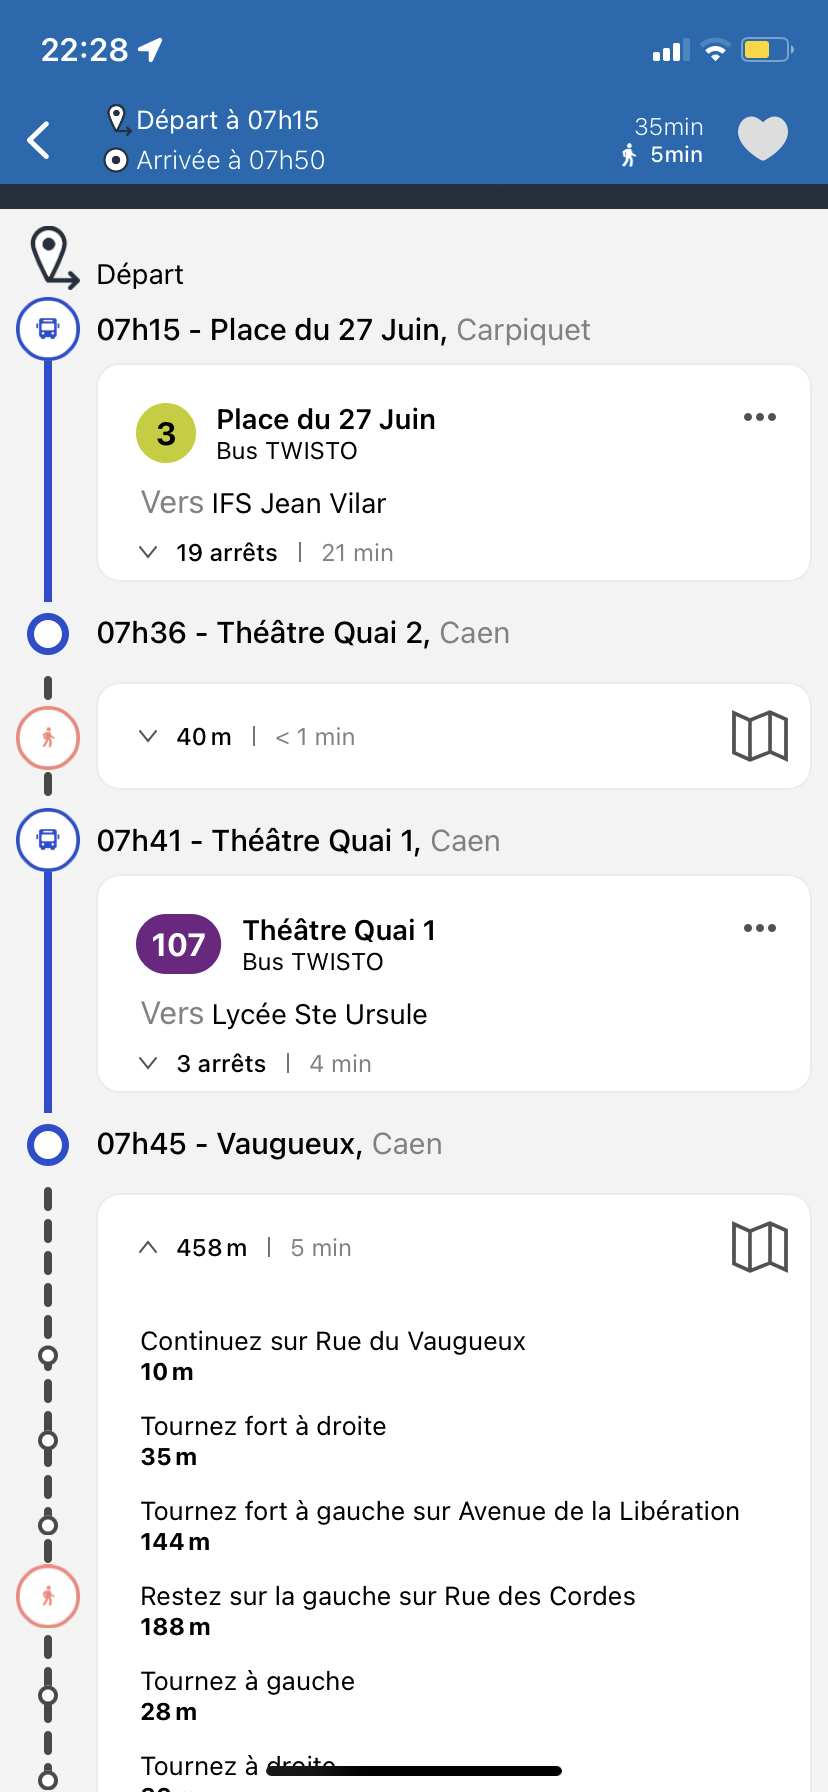 22:28
Départ à 07h15
35min
Arrivée à 07h50
5min
Départ
07h15 - Place du 27 Juin, Carpiquet
3
Place du 27 Juin
Bus TWISTO
Vers IFS Jean Vilar
19 arrêts | 21 min
07h36 - Théâtre Quai 2, Caen
40 m | < 1 min
07h41 - Théâtre Quai 1, Caen
107
Théâtre Quai 1
Bus TWISTO
Vers Lycée Ste Ursule
3 arrêts | 4 min
07h45 - Vaugueux, Caen
458 m | 5 min
Continuez sur Rue du Vaugueux
10 m
Tournez fort à droite
35 m
Tournez fort à gauche sur Avenue de la Libération
144 m
Restez sur la gauche sur Rue des Cordes
188 m
Tournez à gauche
28 m
Tournez à droite